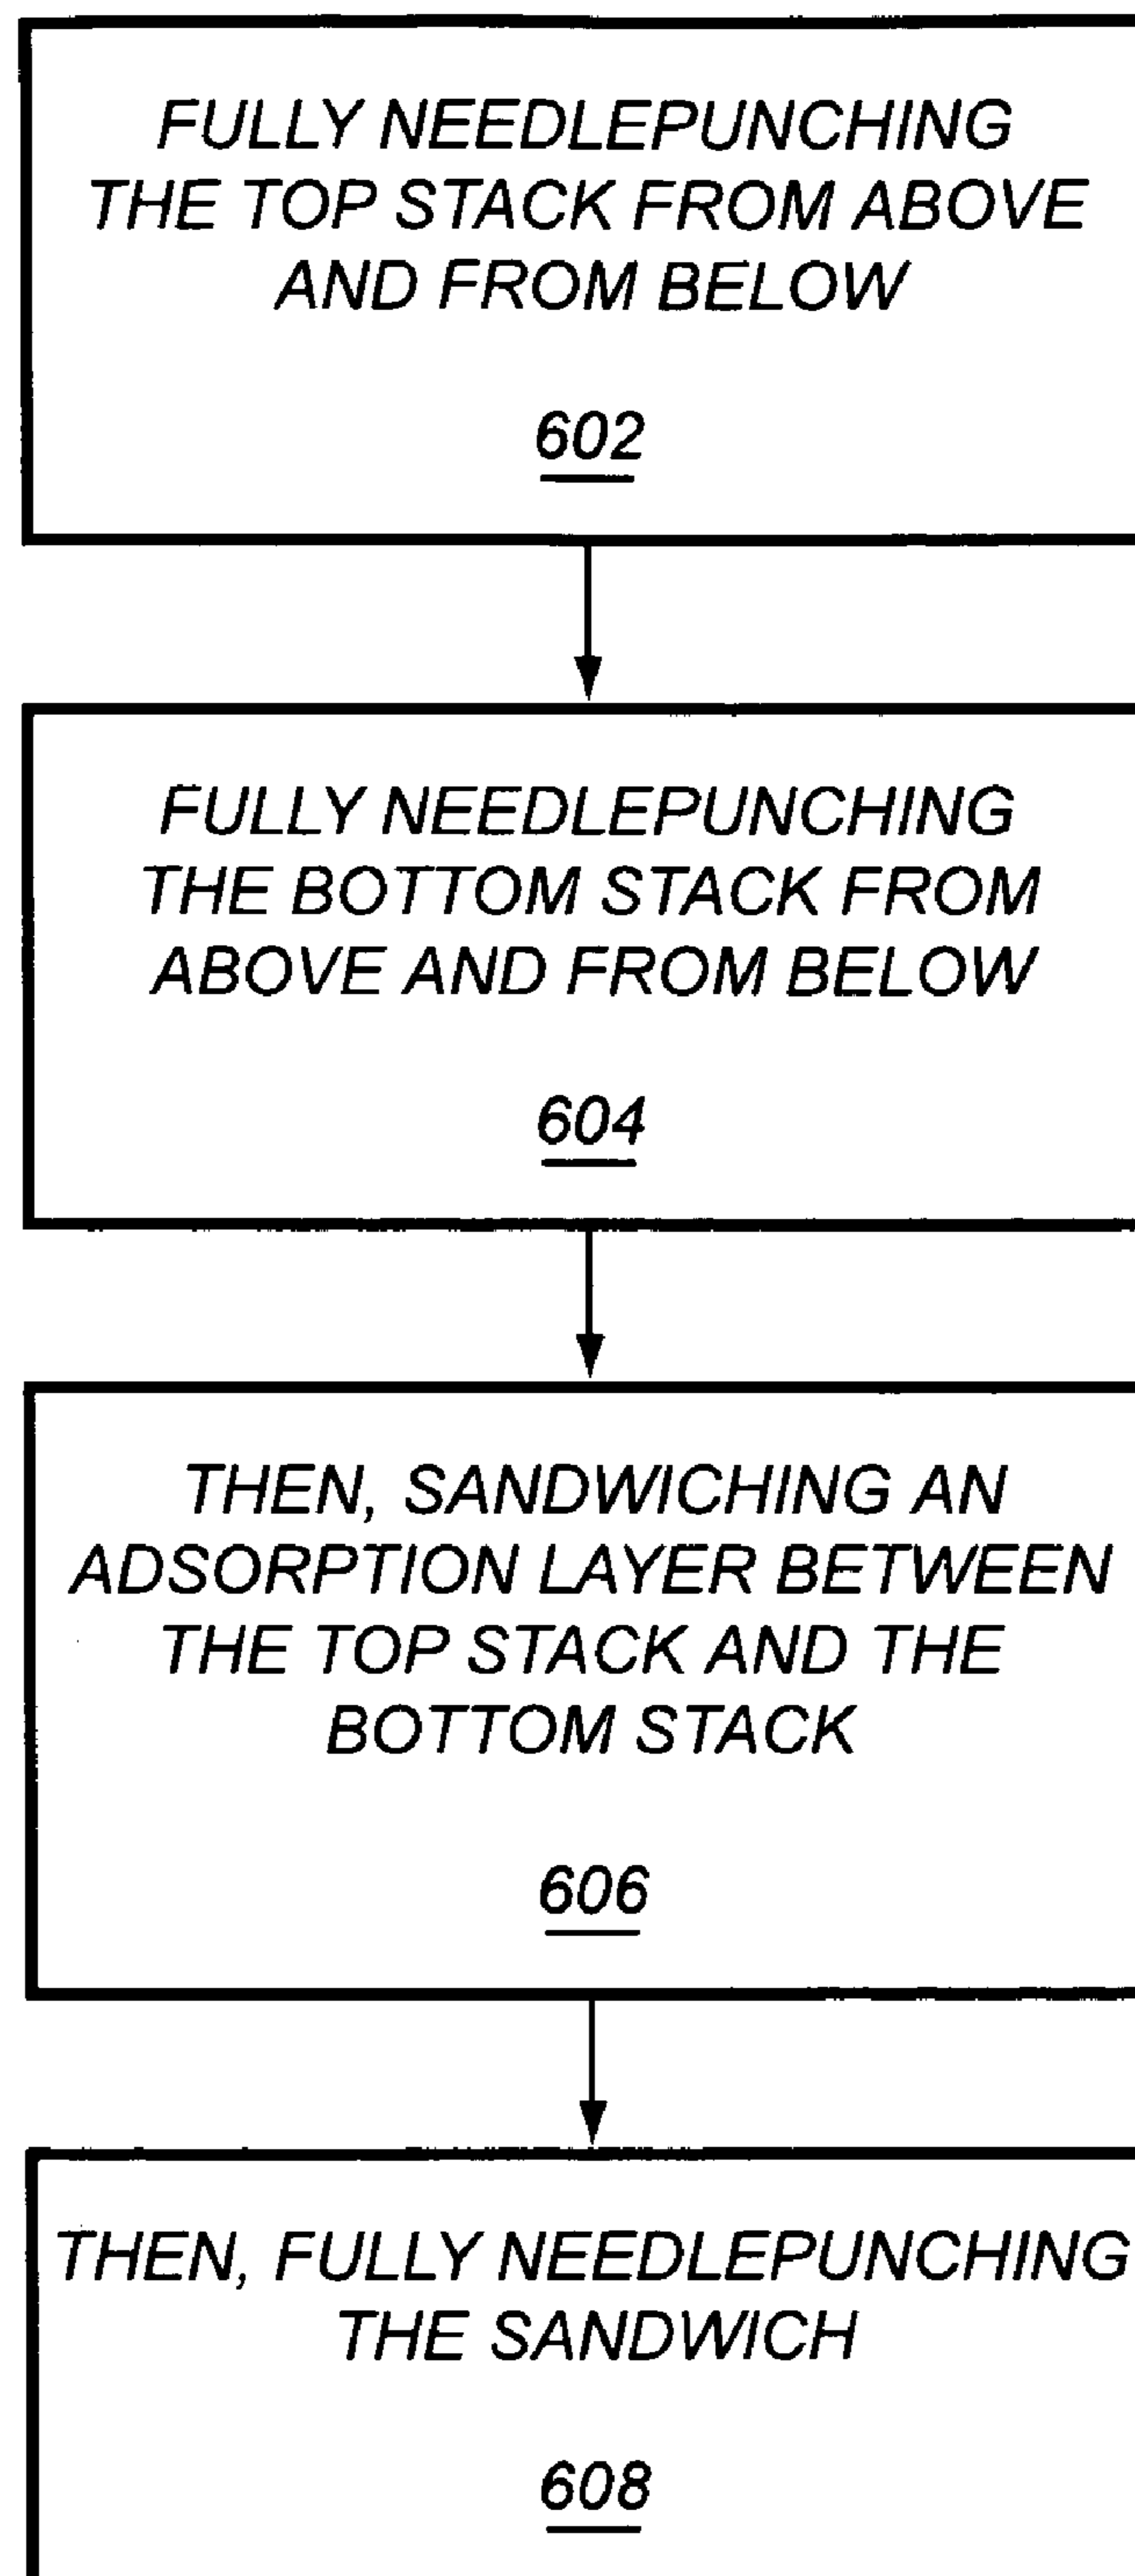 FULLY NEEDLEPUNCHING
THE TOP STACK FROM ABOVE
AND FROM BELOW
602
FULLY NEEDLEPUNCHING
THE BOTTOM STACK FROM
ABOVE AND FROM BELOW
604
THEN, SANDWICHING AN
ADSORPTION LAYER BETWEEN
THE TOP STACK AND THE
BOTTOM STACK
606
THEN, FULLY NEEDLEPUNCHING
THE SANDWICH
608